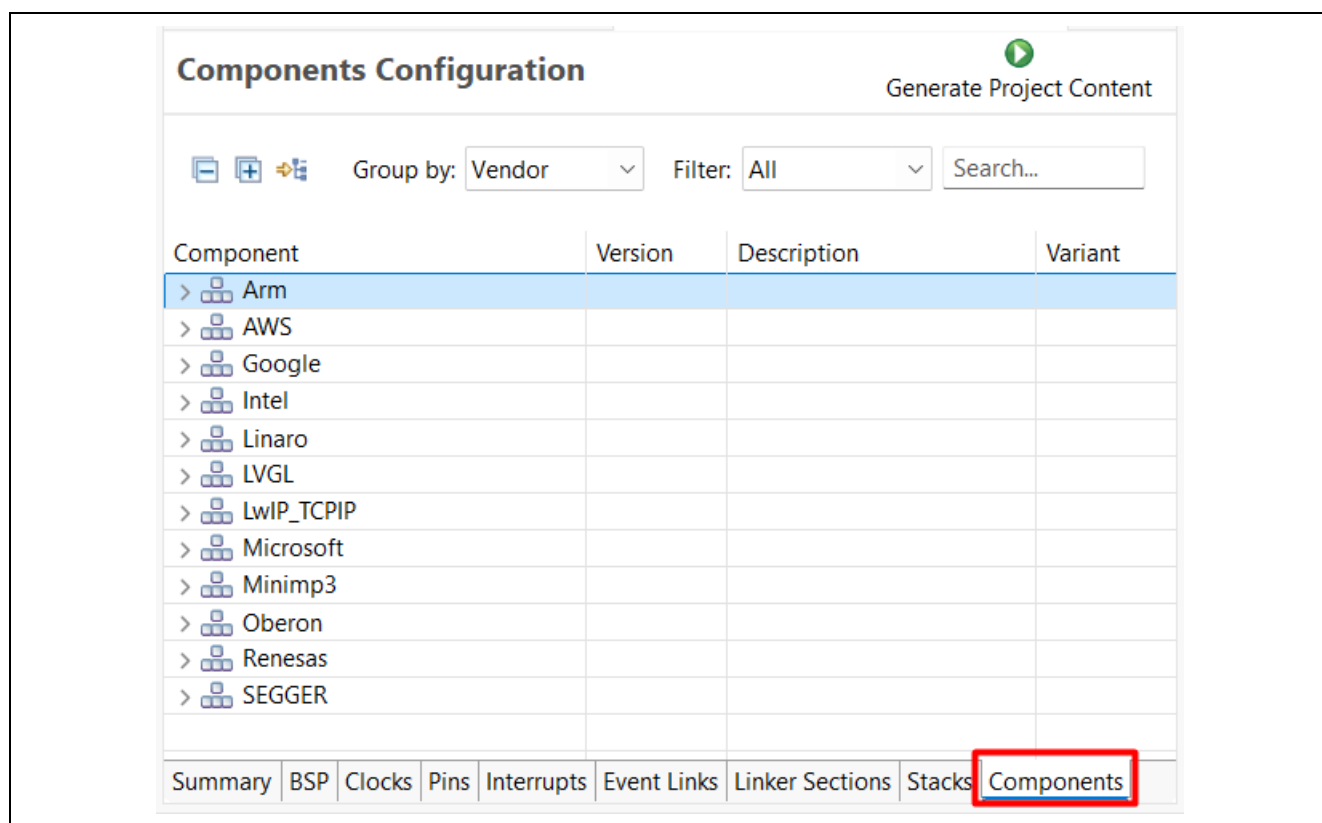 Components Configuration
Generate Project Content
Group by: Vendor Filter: All Search...
Component Version Description Variant
Arm
AWS
Google
Intel
Linaro
LVGL
LwIP_TCPIP
Microsoft
Minimp3
Oberon
Renesas
SEGGER
Summary BSP Clocks Pins Interrupts Event Links Linker Sections Stacks Components